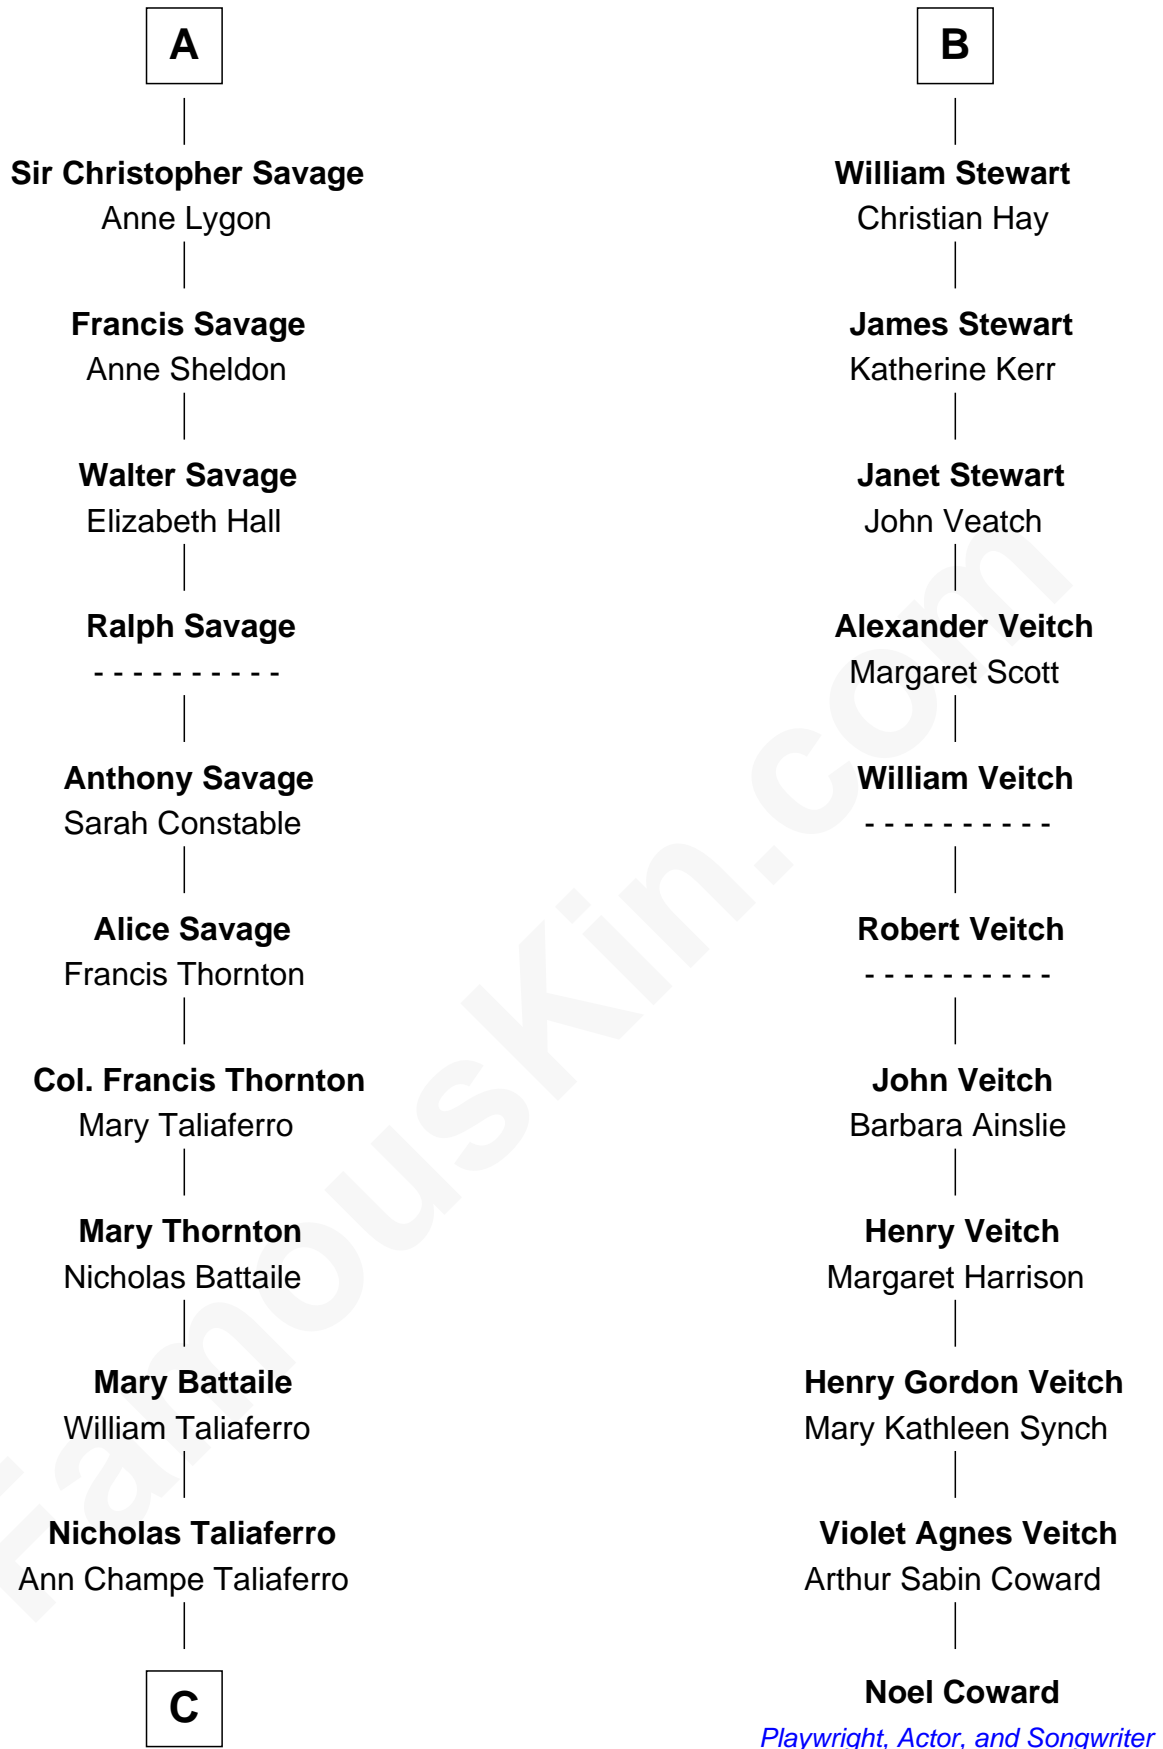 A
Sir Christopher Savage
Anne Lygon
Francis Savage
Anne Sheldon
Walter Savage
Elizabeth Hall
Ralph Savage
- - - - - - - - - -
Anthony Savage
Sarah Constable
Alice Savage
Francis Thornton
Col. Francis Thornton
Mary Taliaferro
Mary Thornton
Nicholas Battaile
Mary Battaile
William Taliaferro
Nicholas Taliaferro
Ann Champe Taliaferro
C
B
William Stewart
Christian Hay
James Stewart
Katherine Kerr
Janet Stewart
John Veatch
Alexander Veitch
Margaret Scott
William Veitch
- - - - - - - - - -
Robert Veitch
- - - - - - - - - -
John Veitch
Barbara Ainslie
Henry Veitch
Margaret Harrison
Henry Gordon Veitch
Mary Kathleen Synch
Violet Agnes Veitch
Arthur Sabin Coward
Noel Coward
Playwright, Actor, and Songwriter
FamousKin.com